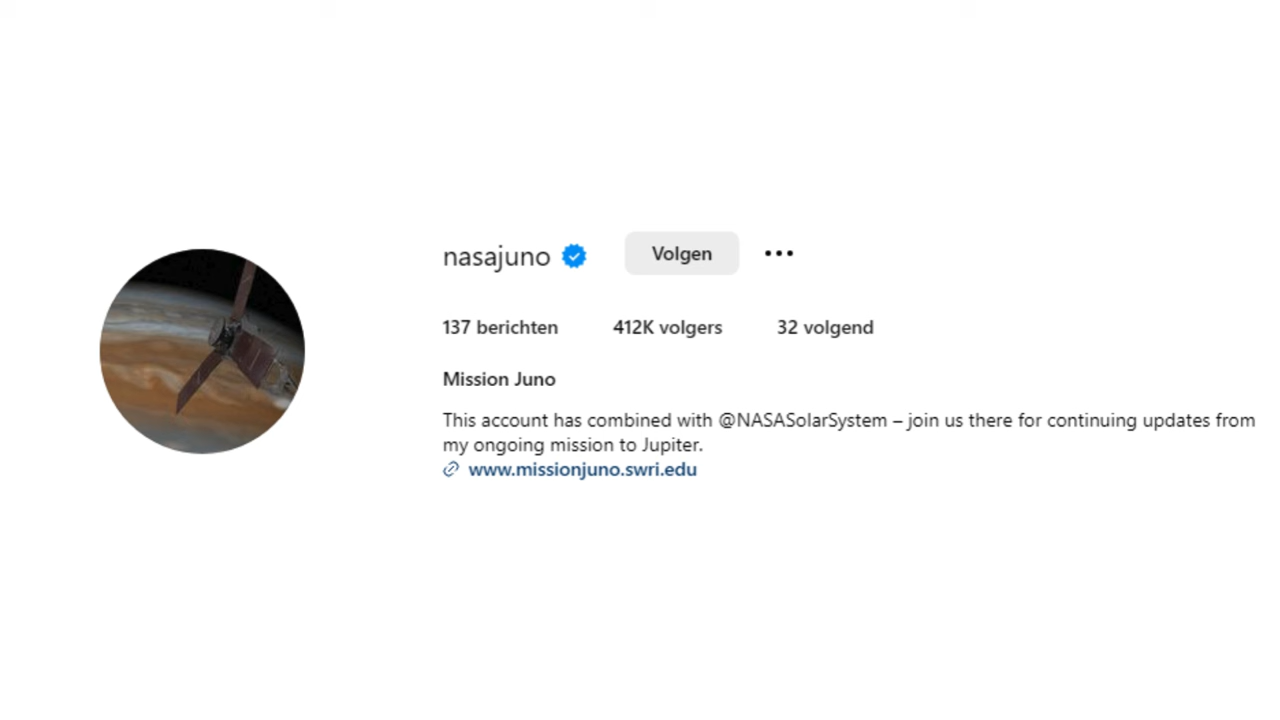 nasajuno Volgen
137 berichten 412K volgers 32 volgend
Mission Juno
This account has combined with @NASASolarSystem – join us there for continuing updates from
my ongoing mission to Jupiter.
www.missionjuno.swri.edu